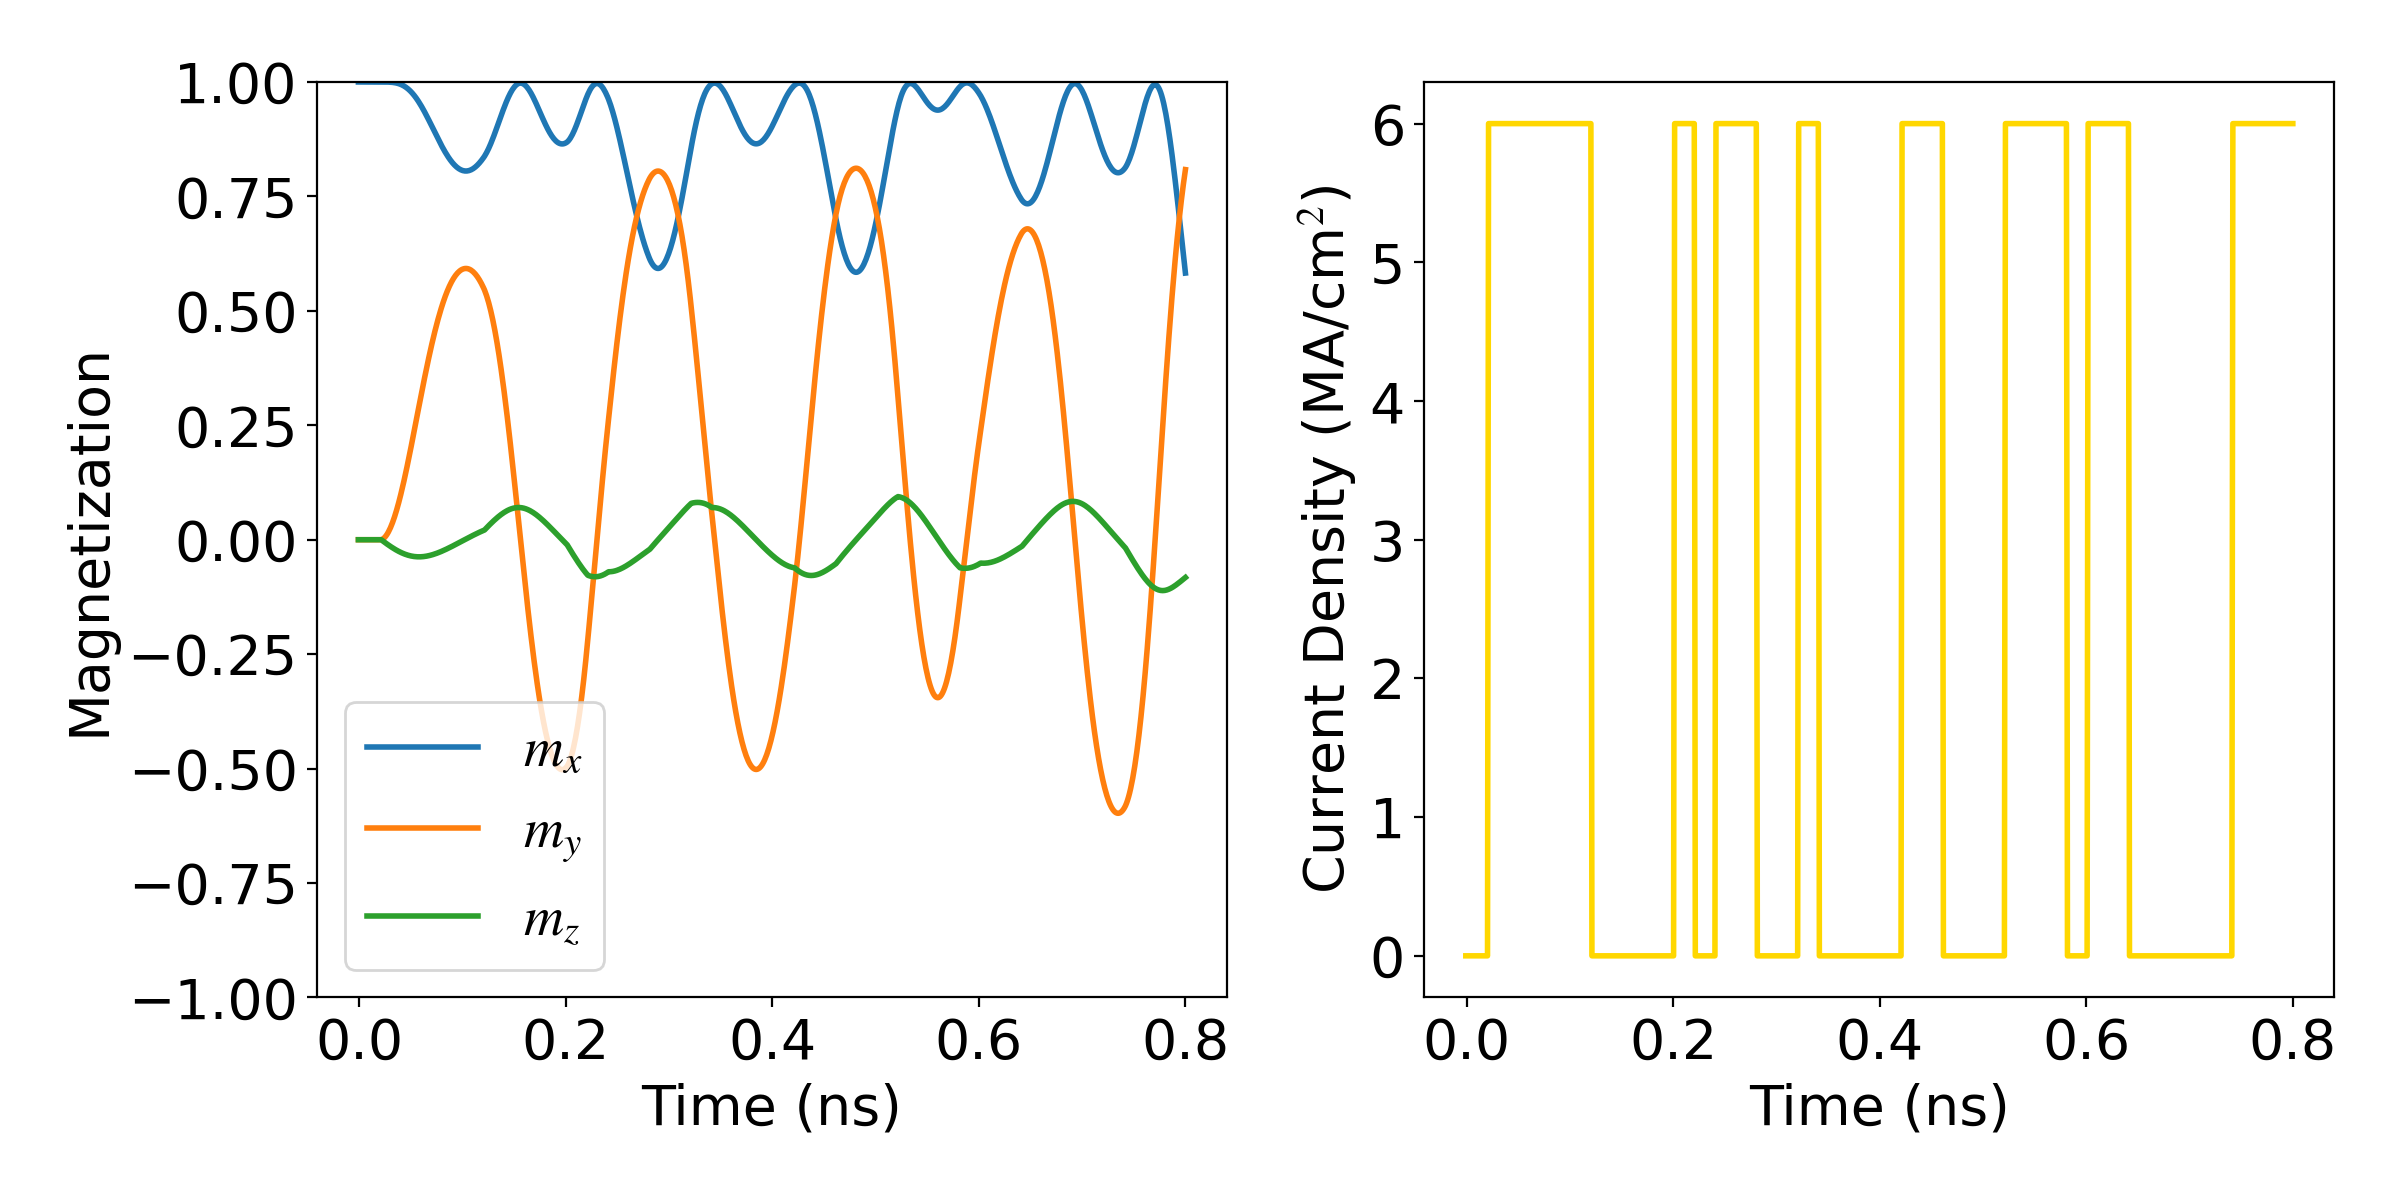 Magnetization
1.00
0.75
0.50
0.25
0.00
−0.25
−0.50
−0.75
−1.00
m_x
m_y
m_z
0.0 0.2 0.4 0.6 0.8
Time (ns)
Current Density (MA/cm²)
6
5
4
3
2
1
0
0.0 0.2 0.4 0.6 0.8
Time (ns)